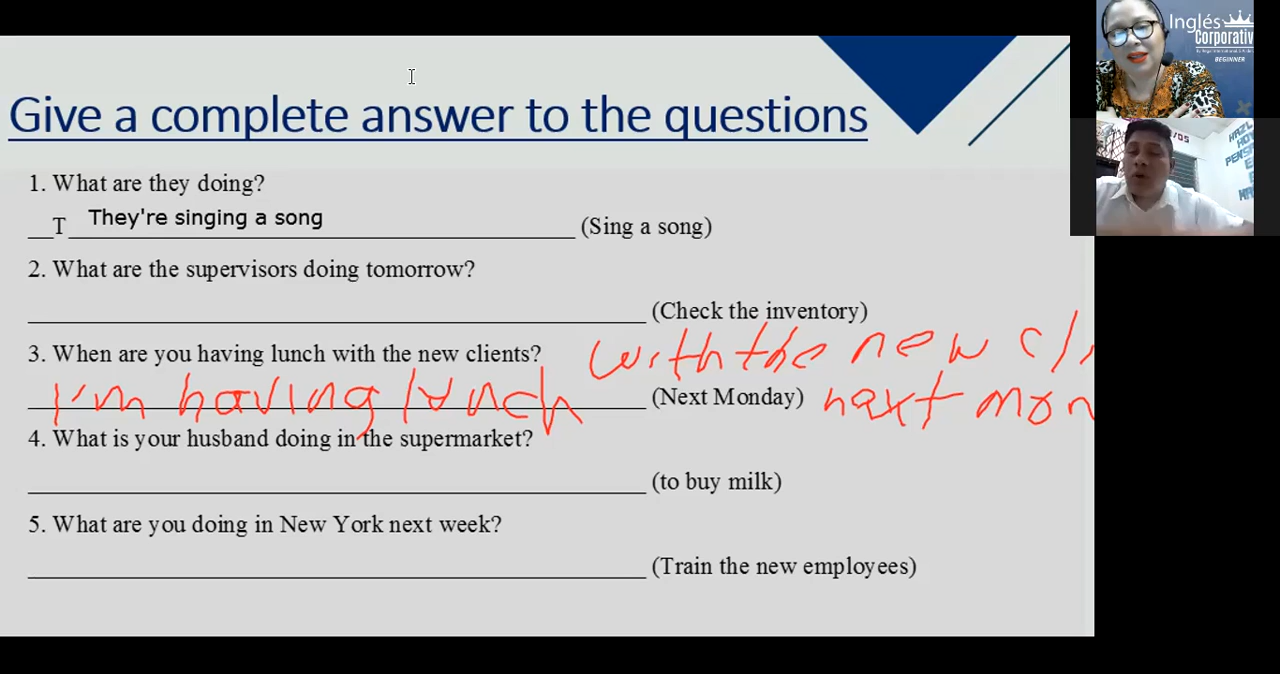 Inglés
Corporativ
BEGINNER
Give a complete answer to the questions
1. What are they doing?
__T They're singing a song (Sing a song)
2. What are the supervisors doing tomorrow?
(Check the inventory)
with the new cli
3. When are you having lunch with the new clients?
I'm having lunch (Next Monday) next mon
4. What is your husband doing in the supermarket?
(to buy milk)
5. What are you doing in New York next week?
(Train the new employees)